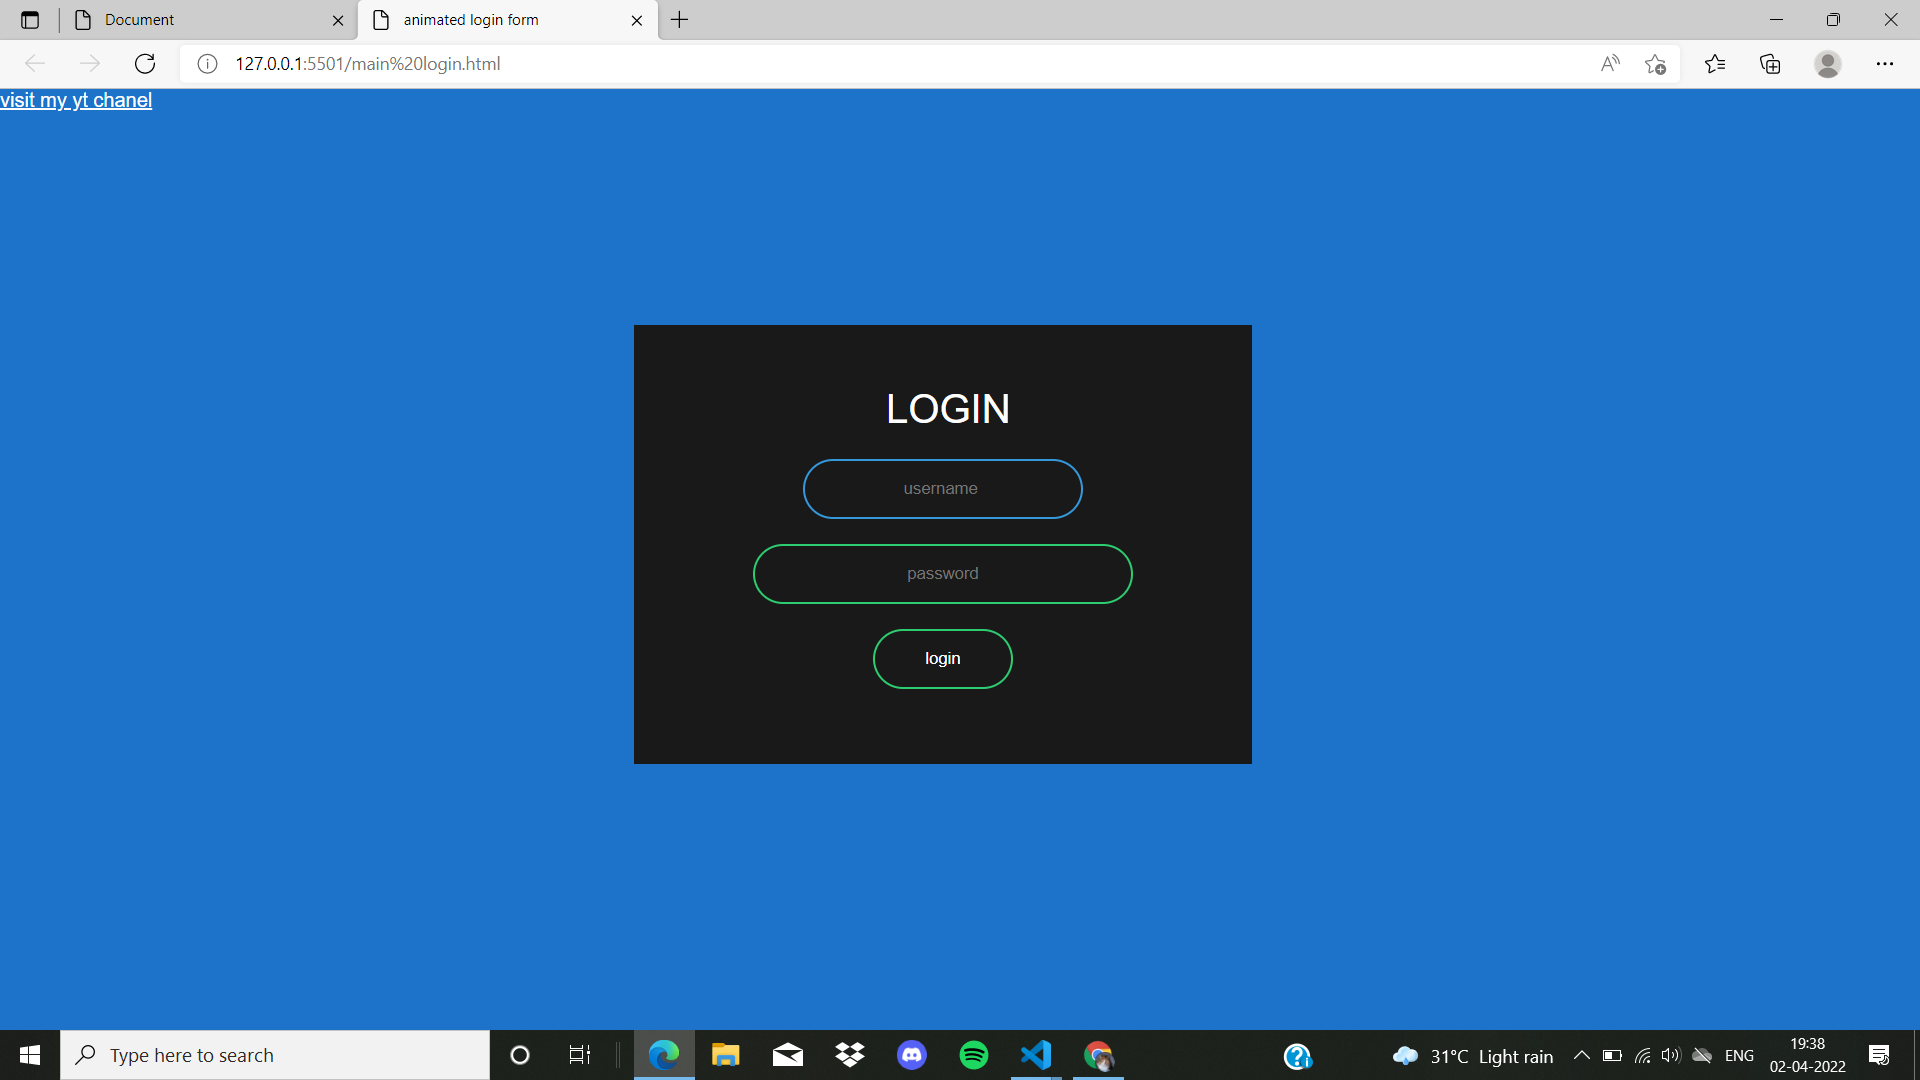 Document
animated login form
127.0.0.1:5501/main%20login.html
visit my yt chanel
LOGIN
username
password
login
Type here to search
31°C Light rain
ENG
19:38
02-04-2022